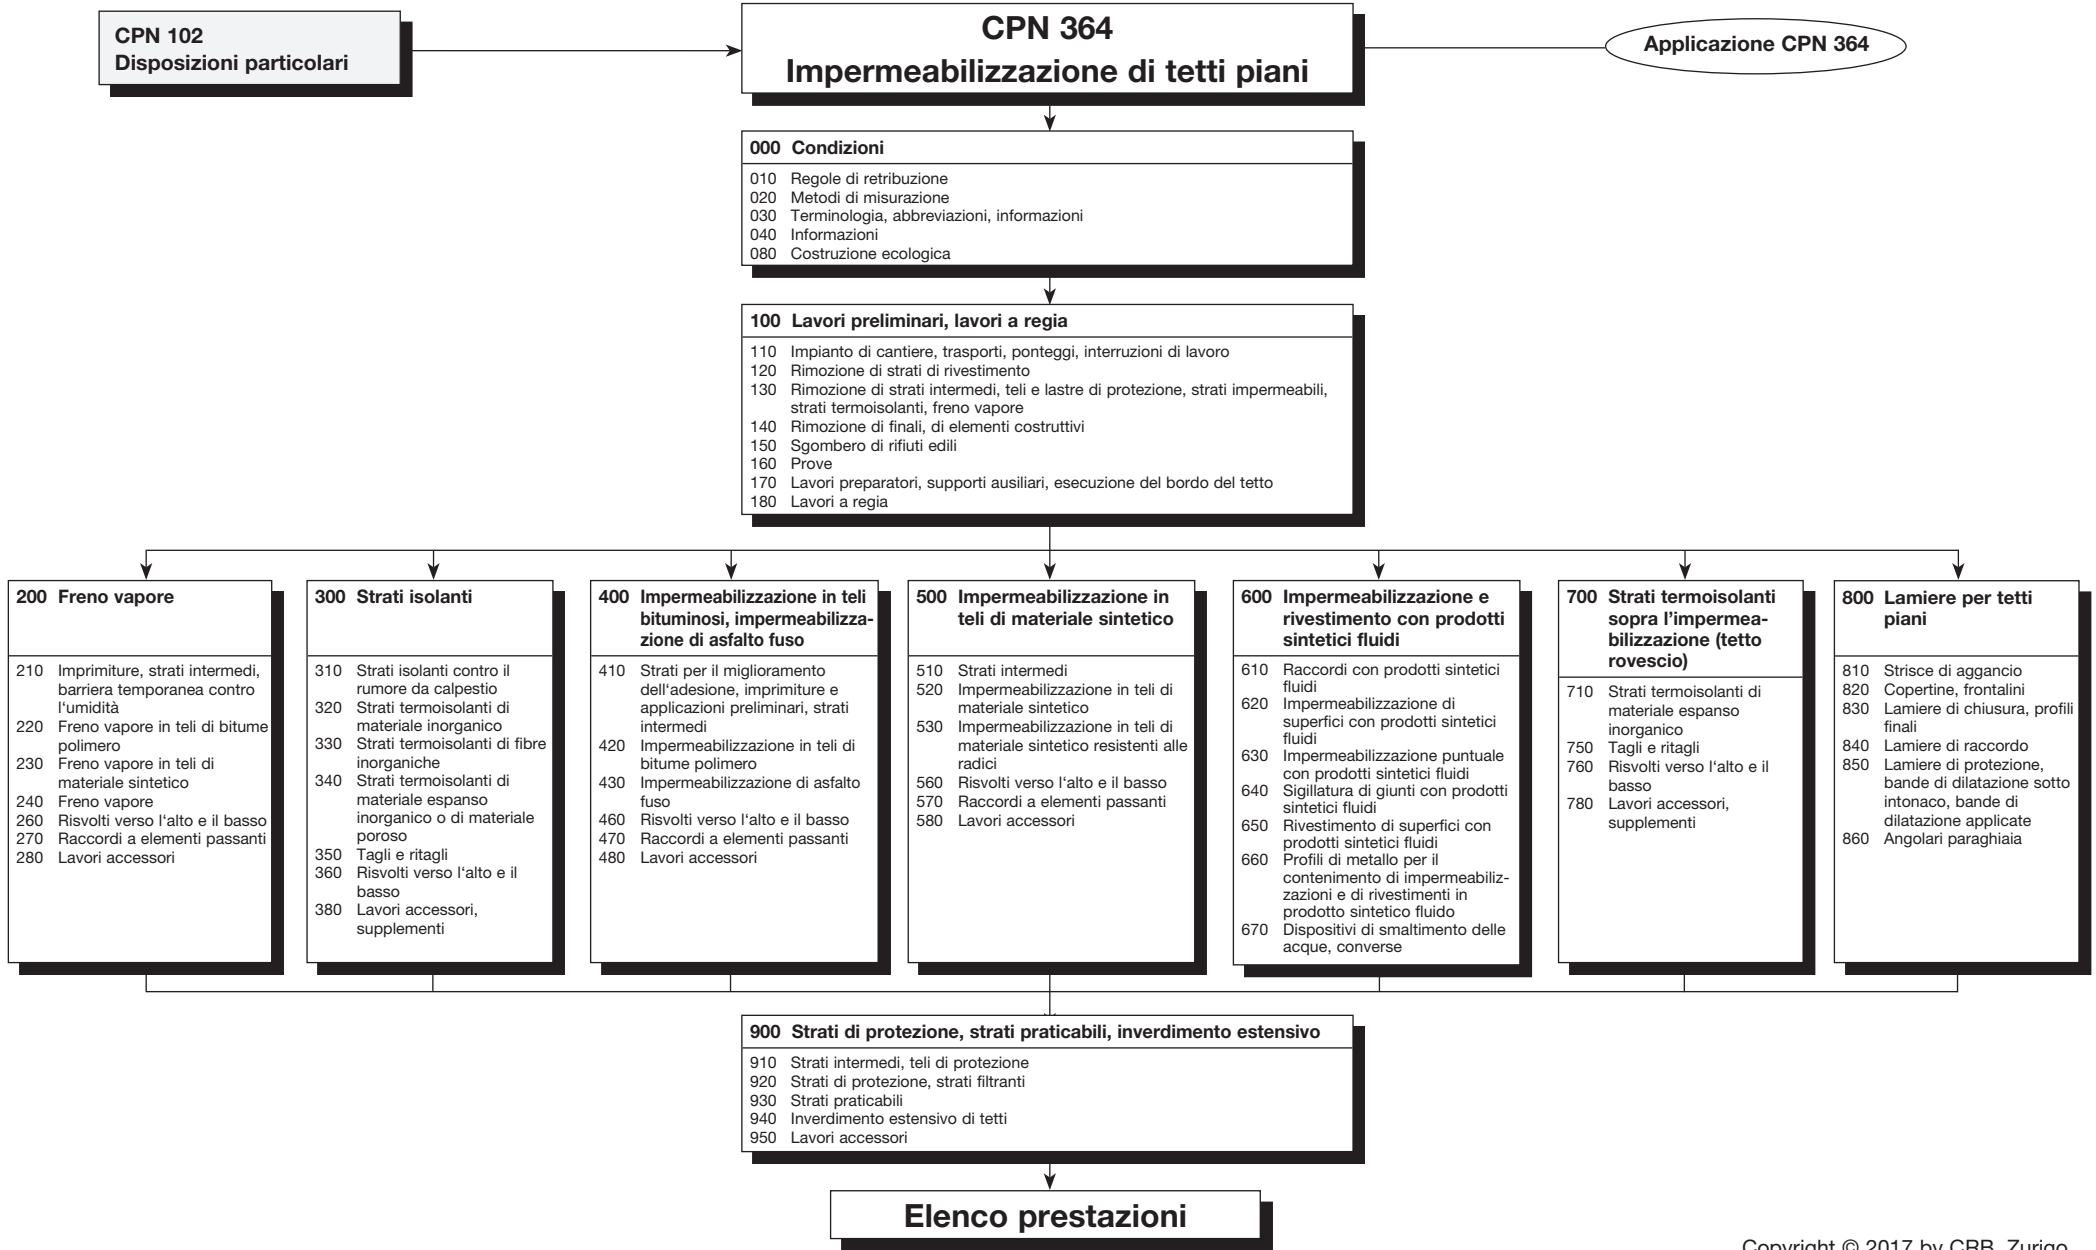 CPN 102
Disposizioni particolari
CPN 364
Impermeabilizzazione di tetti piani
Applicazione CPN 364
000 Condizioni
010 Regole di retribuzione
020 Metodi di misurazione
030 Terminologia, abbreviazioni, informazioni
040 Informazioni
080 Costruzione ecologica
100 Lavori preliminari, lavori a regia
110 Impianto di cantiere, trasporti, ponteggi, interruzioni di lavoro
120 Rimozione di strati di rivestimento
130 Rimozione di strati intermedi, teli e lastre di protezione, strati impermeabili,
strati termoisolanti, freno vapore
140 Rimozione di finali, di elementi costruttivi
150 Sgombero di rifiuti edili
160 Prove
170 Lavori preparatori, supporti ausiliari, esecuzione del bordo del tetto
180 Lavori a regia
200 Freno vapore
210 Imprimiture, strati intermedi,
barriera temporanea contro
l‘umidità
220 Freno vapore in teli di bitume
polimero
230 Freno vapore in teli di
materiale sintetico
240 Freno vapore
260 Risvolti verso l‘alto e il basso
270 Raccordi a elementi passanti
280 Lavori accessori
300 Strati isolanti
310 Strati isolanti contro il
rumore da calpestio
320 Strati termoisolanti di
materiale inorganico
330 Strati termoisolanti di fibre
inorganiche
340 Strati termoisolanti di
materiale espanso
inorganico o di materiale
poroso
350 Tagli e ritagli
360 Risvolti verso l‘alto e il
basso
380 Lavori accessori,
supplementi
400 Impermeabilizzazione in teli
bituminosi, impermeabilizza-
zione di asfalto fuso
410 Strati per il miglioramento
dell‘adesione, imprimiture e
applicazioni preliminari, strati
intermedi
420 Impermeabilizzazione in teli di
bitume polimero
430 Impermeabilizzazione di asfalto
fuso
460 Risvolti verso l‘alto e il basso
470 Raccordi a elementi passanti
480 Lavori accessori
500 Impermeabilizzazione in
teli di materiale sintetico
510 Strati intermedi
520 Impermeabilizzazione in teli di
materiale sintetico
530 Impermeabilizzazione in teli di
materiale sintetico resistenti alle
radici
560 Risvolti verso l‘alto e il basso
570 Raccordi a elementi passanti
580 Lavori accessori
600 Impermeabilizzazione e
rivestimento con prodotti
sintetici fluidi
610 Raccordi con prodotti sintetici
fluidi
620 Impermeabilizzazione di
superfici con prodotti sintetici
fluidi
630 Impermeabilizzazione puntuale
con prodotti sintetici fluidi
640 Sigillatura di giunti con prodotti
sintetici fluidi
650 Rivestimento di superfici con
prodotti sintetici fluidi
660 Profili di metallo per il
contenimento di impermeabiliz-
zazioni e di rivestimenti in
prodotto sintetico fluido
670 Dispositivi di smaltimento delle
acque, converse
700 Strati termoisolanti
sopra l’impermea-
bilizzazione (tetto
rovescio)
710 Strati termoisolanti di
materiale espanso
inorganico
750 Tagli e ritagli
760 Risvolti verso l‘alto e il
basso
780 Lavori accessori,
supplementi
800 Lamiere per tetti
piani
810 Strisce di aggancio
820 Copertine, frontalini
830 Lamiere di chiusura, profili
finali
840 Lamiere di raccordo
850 Lamiere di protezione,
bande di dilatazione sotto
intonaco, bande di
dilatazione applicate
860 Angolari paraghiaia
900 Strati di protezione, strati praticabili, inverdimento estensivo
910 Strati intermedi, teli di protezione
920 Strati di protezione, strati filtranti
930 Strati praticabili
940 Inverdimento estensivo di tetti
950 Lavori accessori
Elenco prestazioni
Copyright © 2017 by CRB, Zurigo